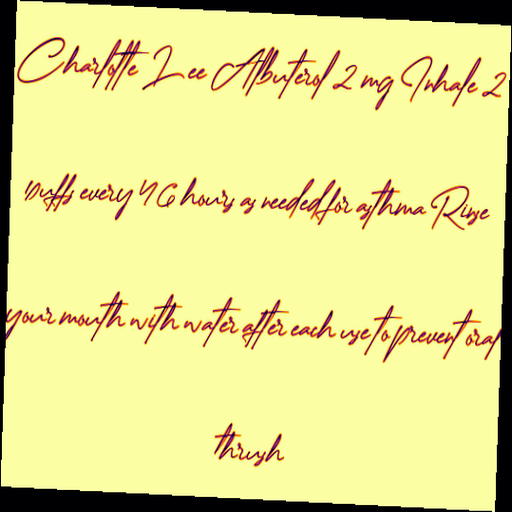 Charlotte Lee Albuterol 2 mg Inhale 2
puffs every 4 6 hours as needed for asthma Rinse
your mouth with water after each use to prevent oral
thrush